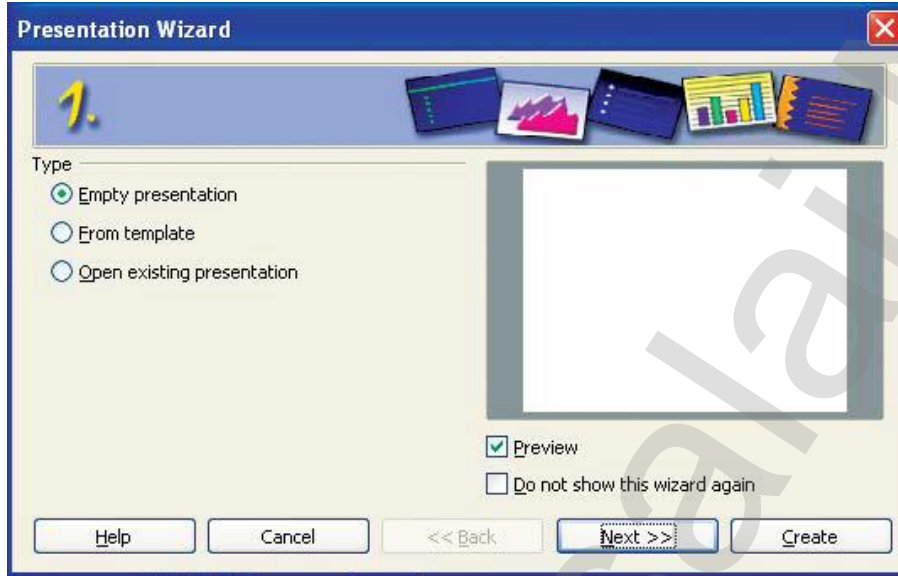 Presentation Wizard
1.
Type
Empty presentation
From template
Open existing presentation
Preview
Do not show this wizard again
Help
Cancel
<< Back
Next >>
Create